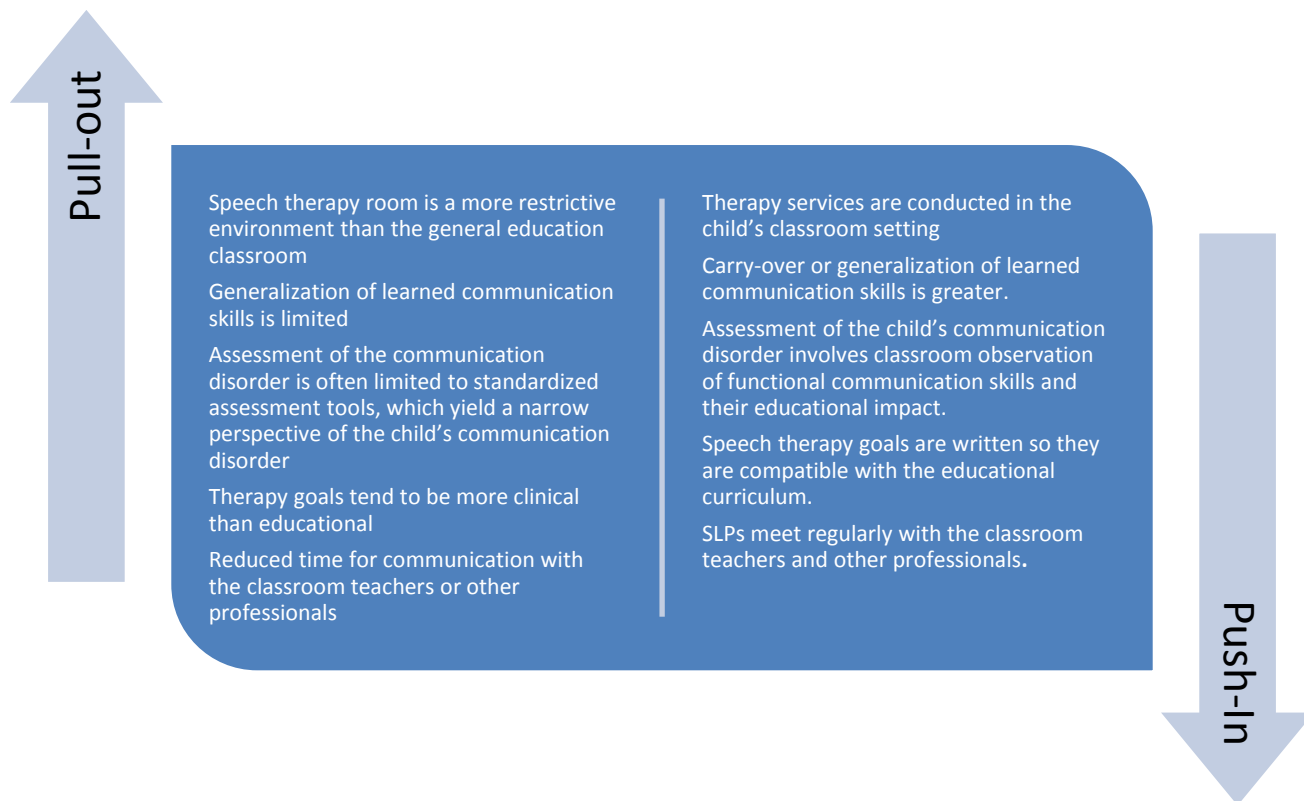 Pull-out
Speech therapy room is a more restrictive
environment than the general education
classroom
Generalization of learned communication
skills is limited
Assessment of the communication
disorder is often limited to standardized
assessment tools, which yield a narrow
perspective of the child’s communication
disorder
Therapy goals tend to be more clinical
than educational
Reduced time for communication with
the classroom teachers or other
professionals
Therapy services are conducted in the
child’s classroom setting
Carry-over or generalization of learned
communication skills is greater.
Assessment of the child’s communication
disorder involves classroom observation
of functional communication skills and
their educational impact.
Speech therapy goals are written so they
are compatible with the educational
curriculum.
SLPs meet regularly with the classroom
teachers and other professionals.
Push-In